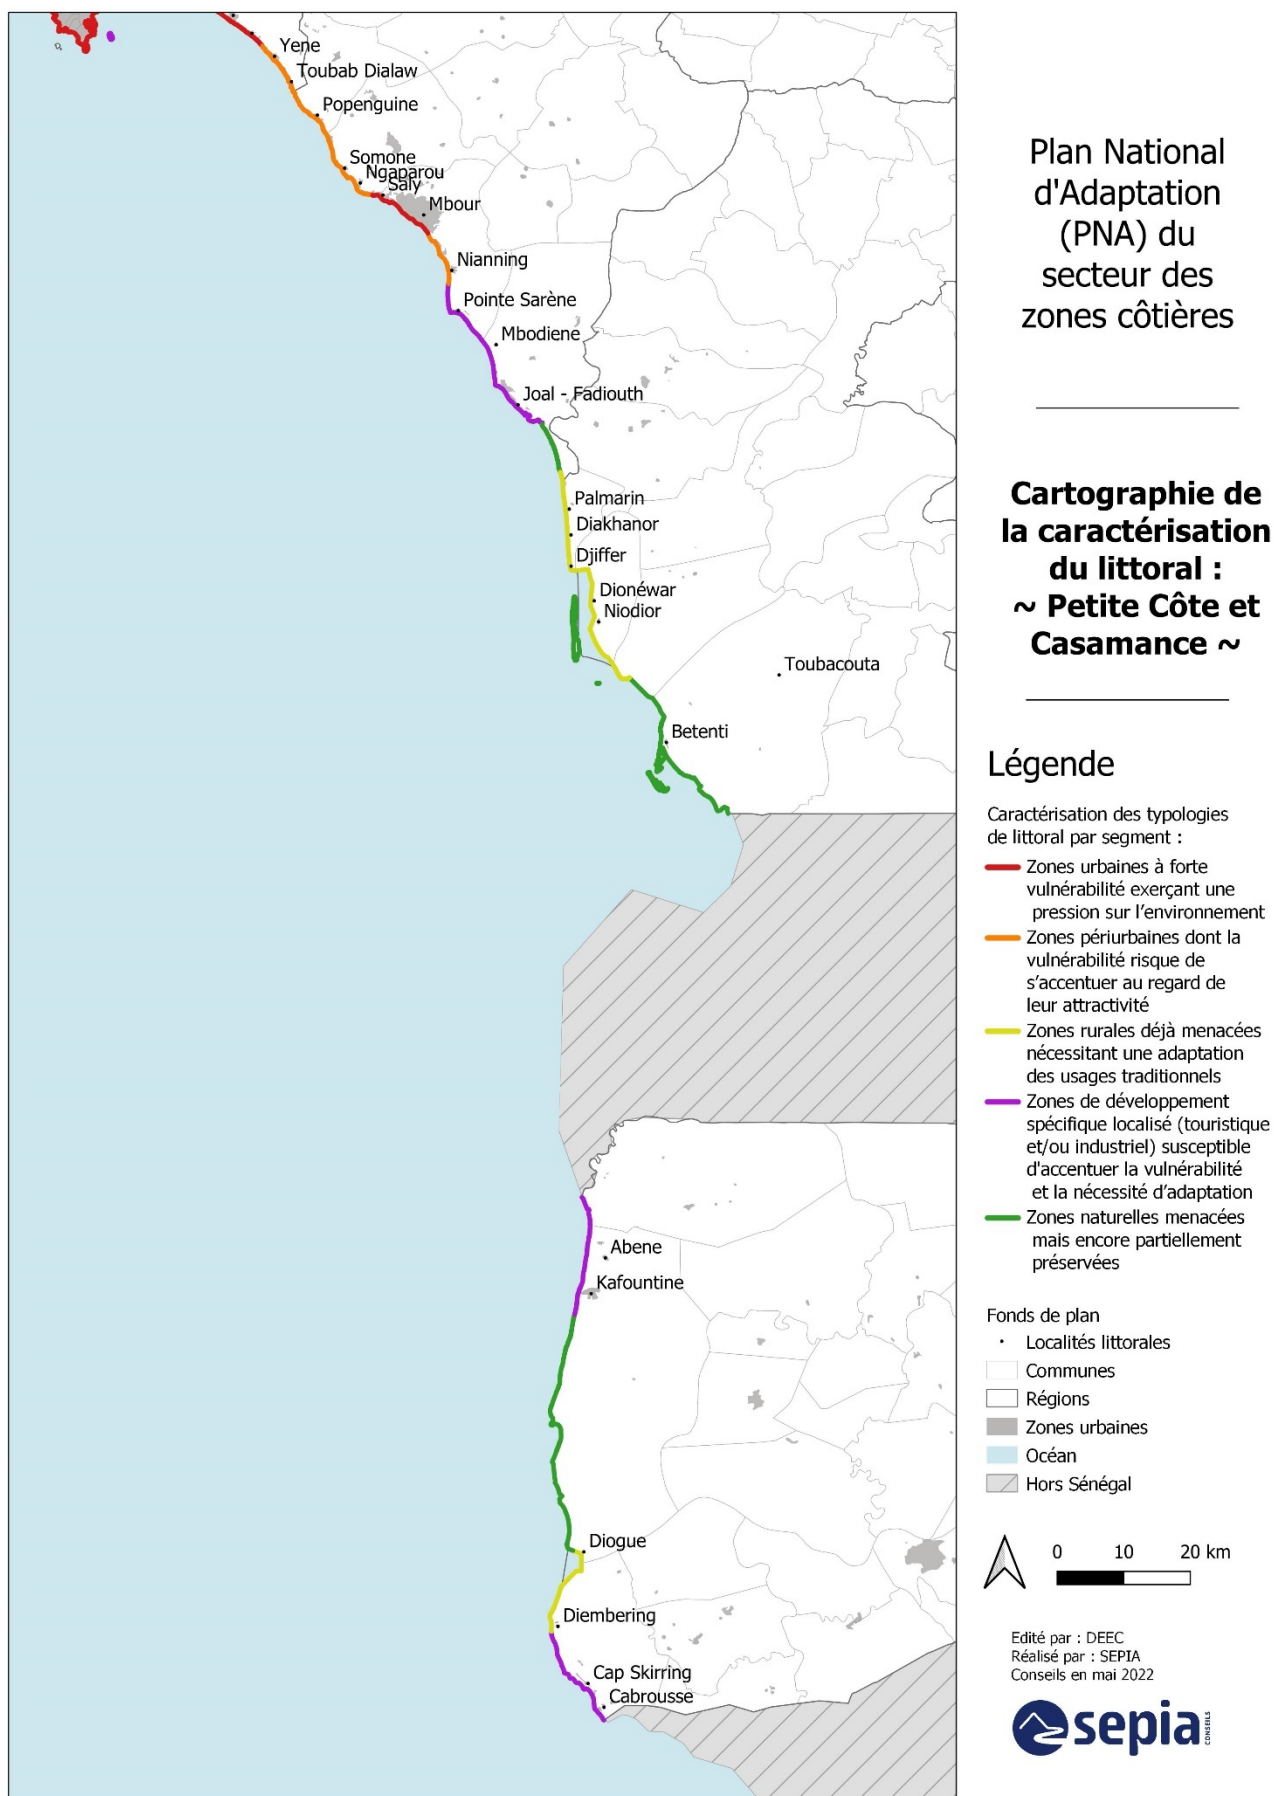 Yene
Toubab Dialaw
Popenguine
Somone
Ngaparou
Saly
Mbour
Nianning
Pointe Sarène
Mbodiene
Joal - Fadiouth
Palmarin
Diakhanor
Djiffer
Dionéwar
Niodior
Toubacouta
Betenti
Abene
Kafountine
Diogue
Diembering
Cap Skirring
Cabrousse
Plan National
d'Adaptation
(PNA) du
secteur des
zones côtières
Cartographie de
la caractérisation
du littoral :
~ Petite Côte et
Casamance ~
Légende
Caractérisation des typologies
de littoral par segment :
Zones urbaines à forte
vulnérabilité exerçant une
pression sur l'environnement
Zones périurbaines dont la
vulnérabilité risque de
s'accentuer au regard de
leur attractivité
Zones rurales déjà menacées
nécessitant une adaptation
des usages traditionnels
Zones de développement
spécifique localisé (touristique
et/ou industriel) susceptible
d'accentuer la vulnérabilité
et la nécessité d'adaptation
Zones naturelles menacées
mais encore partiellement
préservées
Fonds de plan
Localités littorales
Communes
Régions
Zones urbaines
Océan
Hors Sénégal
0 10 20 km
Edité par : DEEC
Réalisé par : SEPIA
Conseils en mai 2022
sepia
CONSEILS